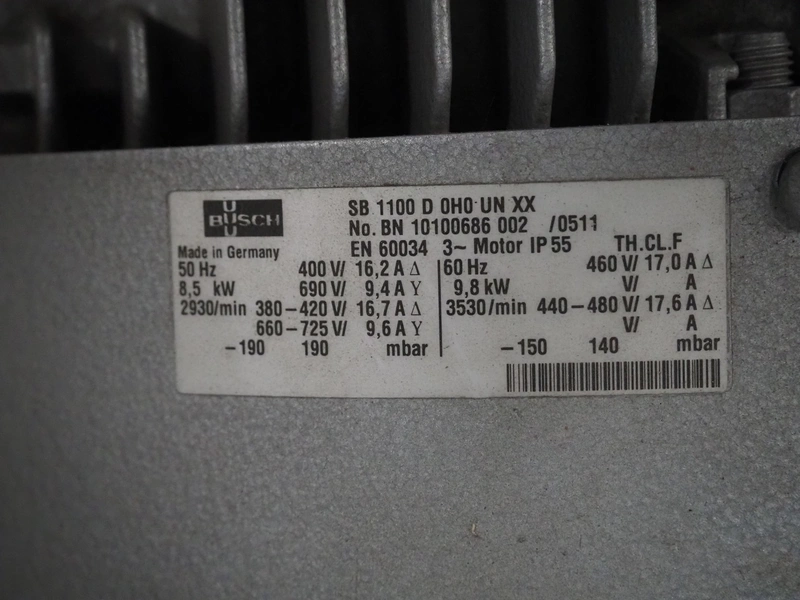 BUSCH
SB 1100 D 0H0 UN XX
No. BN 10100686 002 /0511
Made in Germany EN 60034 3~ Motor IP 55 TH.CL.F
50 Hz 400 V/ 16,2 A Δ 60 Hz 460 V/ 17,0 A Δ
8,5 kW 690 V/ 9,4 A Y 9,8 kW V/ A
2930/min 380–420 V/ 16,7 A Δ 3530/min 440–480 V/ 17,6 A Δ
660–725 V/ 9,6 A Y V/ A
–190 190 mbar –150 140 mbar